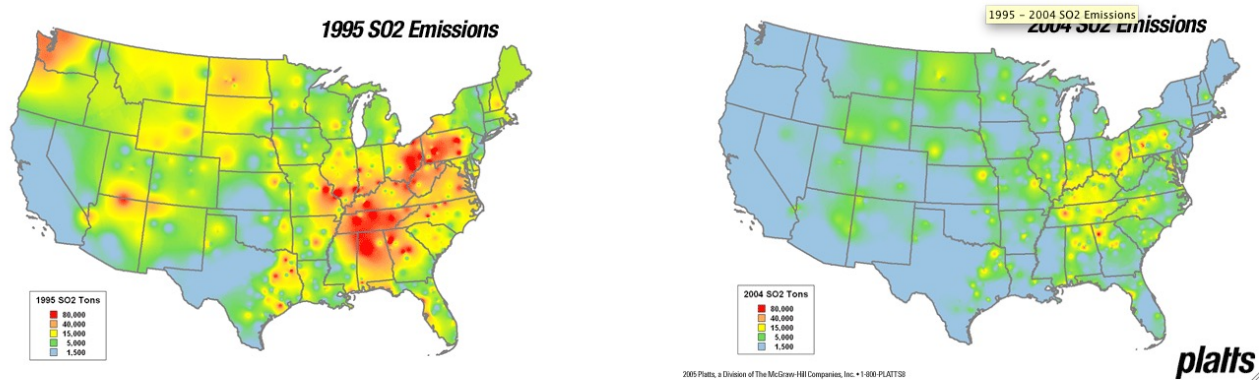 1995 SO2 Emissions
1995 SO2 Tons
80,000
40,000
15,000
5,000
1,500
1995 – 2004 SO2 Emissions
2004 SO2 Emissions
2004 SO2 Tons
80,000
40,000
15,000
5,000
1,500
2005 Platts, a Division of The McGraw-Hill Companies, Inc. • 1-800-PLATTS8
platts